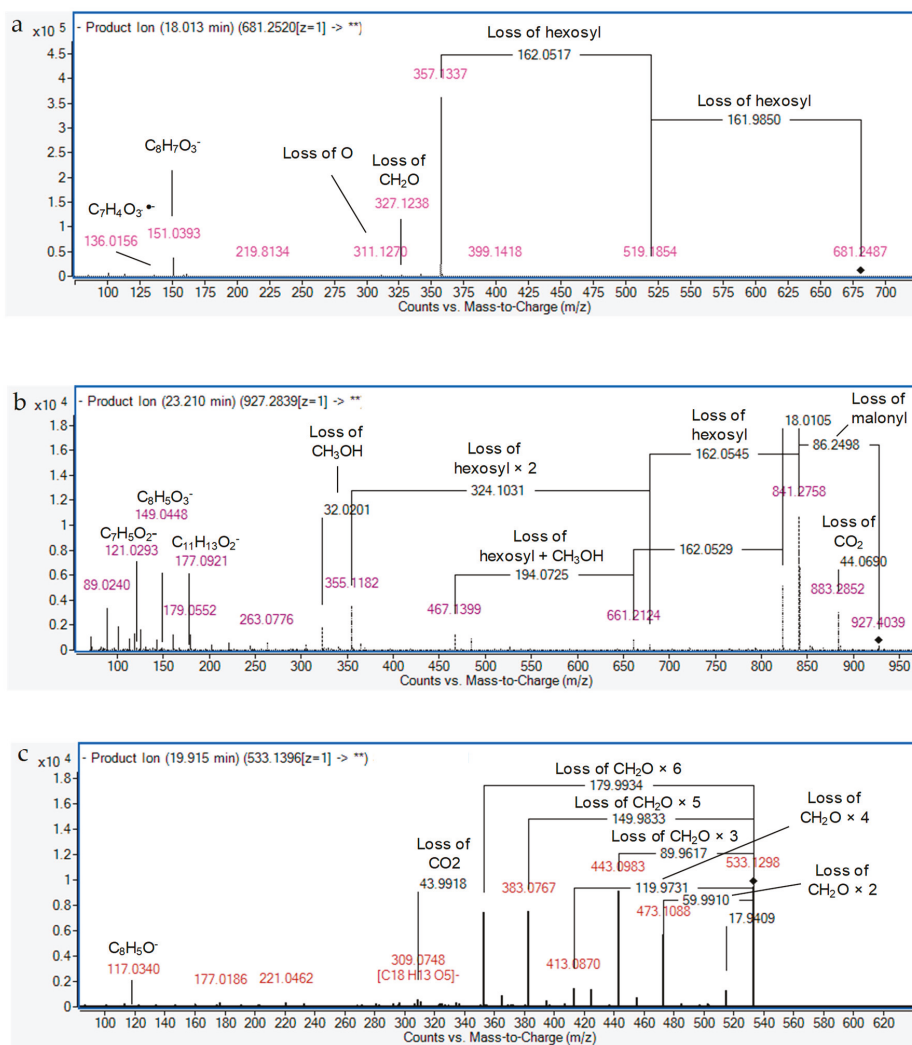 a
- Product Ion (18.013 min) (681.2520[z=1] -> **)
x10 5
Loss of hexosyl
162.0517
Loss of hexosyl
161.9850
357.1337
C₈H₇O₃⁻
Loss of O
Loss of
CH₂O
327.1238
C₇H₄O₃•⁻
136.0156
151.0393
219.8134
311.1270
399.1418
519.1854
681.2487
4.5
4
3.5
3
2.5
2
1.5
1
0.5
0
100 125 150 175 200 225 250 275 300 325 350 375 400 425 450 475 500 525 550 575 600 625 650 675 700
Counts vs. Mass-to-Charge (m/z)
b
- Product Ion (23.210 min) (927.2839[z=1] -> **)
x10 4
Loss of
malonyl
86.2498
18.0105
Loss of
hexosyl
162.0545
Loss of
CH₃OH
32.0201
Loss of
hexosyl × 2
324.1031
841.2758
C₈H₅O₃⁻
149.0448
C₇H₅O₂⁻
121.0293
C₁₁H₁₃O₂⁻
177.0921
Loss of
hexosyl + CH₃OH
194.0725
162.0529
Loss of
CO₂
44.0690
89.0240
179.0552
263.0776
355.1182
467.1399
661.2124
883.2852
927.4039
1.8
1.6
1.4
1.2
1
0.8
0.6
0.4
0.2
0
100 150 200 250 300 350 400 450 500 550 600 650 700 750 800 850 900 950
Counts vs. Mass-to-Charge (m/z)
c
- Product Ion (19.915 min) (533.1396[z=1] -> **)
x10 4
Loss of CH₂O × 6
179.9934
Loss of CH₂O × 5
149.9833
Loss of
CH₂O × 4
Loss of CH₂O × 3
89.9617
Loss of
CH₂O × 2
Loss of
CO2
43.9918
383.0767
443.0983
533.1298
119.9731
59.9910
473.1088
17.9409
C₈H₅O⁻
117.0340
177.0186
221.0462
309.0748
[C18 H13 O5]-
413.0870
1.8
1.6
1.4
1.2
1
0.8
0.6
0.4
0.2
0
100 120 140 160 180 200 220 240 260 280 300 320 340 360 380 400 420 440 460 480 500 520 540 560 580 600 620
Counts vs. Mass-to-Charge (m/z)